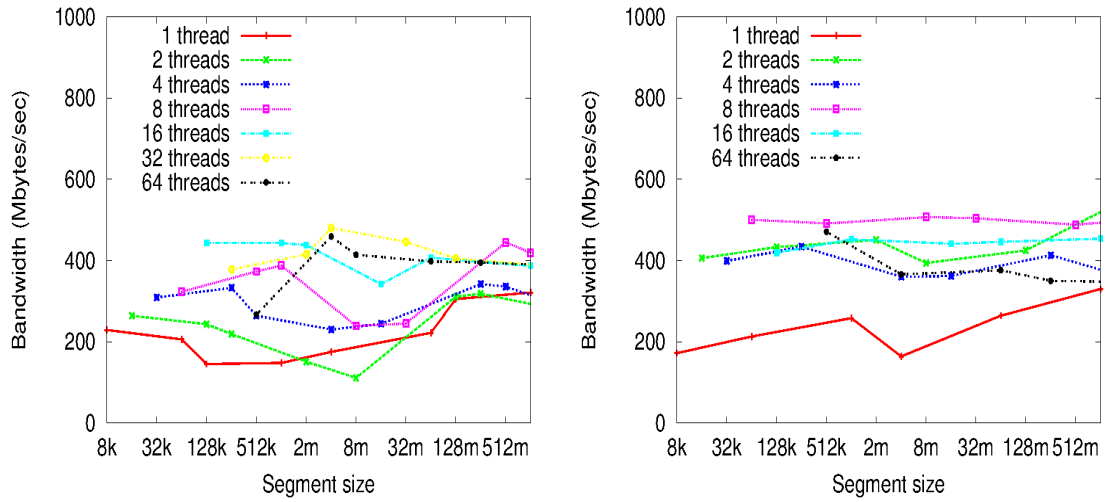 1000
800
600
400
200
0
Bandwidth (Mbytes/sec)
1 thread
2 threads
4 threads
8 threads
16 threads
32 threads
64 threads
8k 32k 128k 512k 2m 8m 32m 128m 512m
Segment size
1000
800
600
400
200
0
Bandwidth (Mbytes/sec)
1 thread
2 threads
4 threads
8 threads
16 threads
64 threads
8k 32k 128k 512k 2m 8m 32m 128m 512m
Segment size